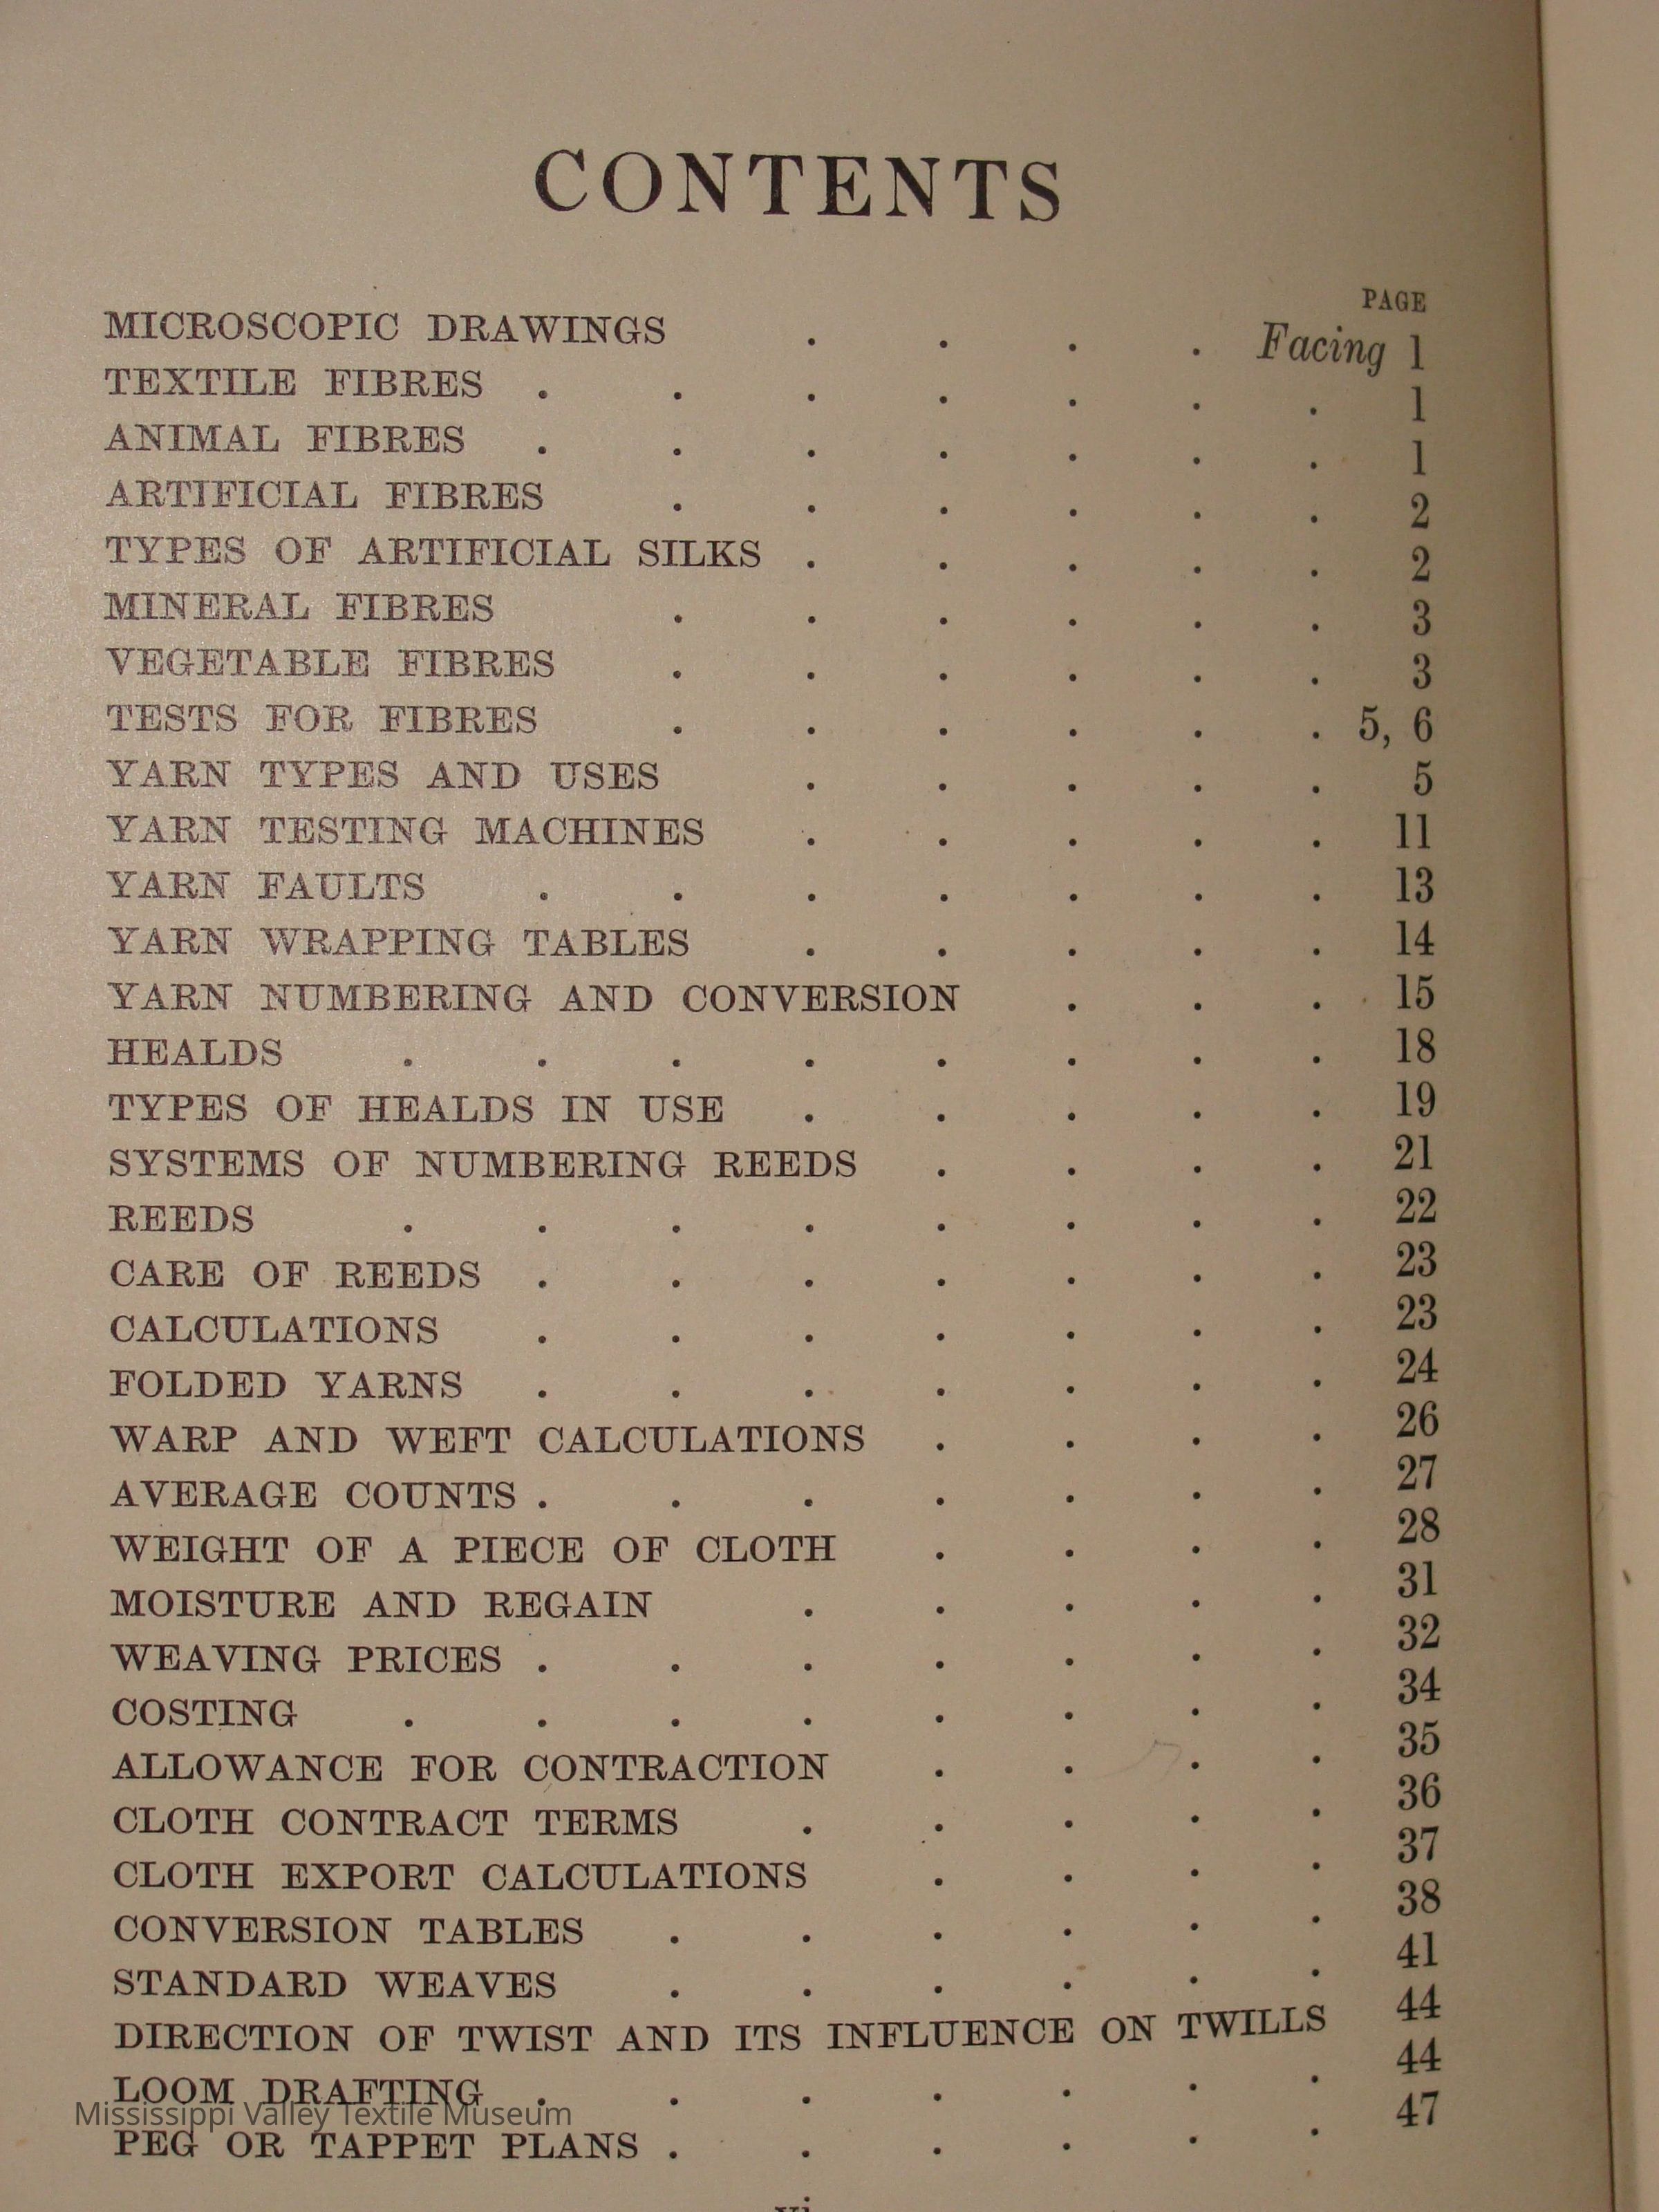 CONTENTS
PAGE
MICROSCOPIC DRAWINGS . . . . Facing 1
TEXTILE FIBRES . . . . . . . 1
ANIMAL FIBRES . . . . . . . 1
ARTIFICIAL FIBRES . . . . . . 2
TYPES OF ARTIFICIAL SILKS . . . . . 2
MINERAL FIBRES . . . . . . 3
VEGETABLE FIBRES . . . . . . 3
TESTS FOR FIBRES . . . . . . 5, 6
YARN TYPES AND USES . . . . . 5
YARN TESTING MACHINES . . . . . 11
YARN FAULTS . . . . . . . 13
YARN WRAPPING TABLES . . . . . 14
YARN NUMBERING AND CONVERSION . . . 15
HEALDS . . . . . . . . 18
TYPES OF HEALDS IN USE . . . . . 19
SYSTEMS OF NUMBERING REEDS . . . . 21
REEDS . . . . . . . . 22
CARE OF REEDS . . . . . . . 23
CALCULATIONS . . . . . . . 23
FOLDED YARNS . . . . . . . 24
WARP AND WEFT CALCULATIONS . . . . 26
AVERAGE COUNTS . . . . . . . 27
WEIGHT OF A PIECE OF CLOTH . . . . 28
MOISTURE AND REGAIN . . . . . 31
WEAVING PRICES . . . . . . . 32
COSTING . . . . . . . . 34
ALLOWANCE FOR CONTRACTION . . . . 35
CLOTH CONTRACT TERMS . . . . . 36
CLOTH EXPORT CALCULATIONS . . . . 37
CONVERSION TABLES . . . . . . 38
STANDARD WEAVES . . . . . . 41
DIRECTION OF TWIST AND ITS INFLUENCE ON TWILLS 44
LOOM DRAFTING . . . . . . . 44
Mississippi Valley Textile Museum
PEG OR TAPPET PLANS . . . . . . 47
vi